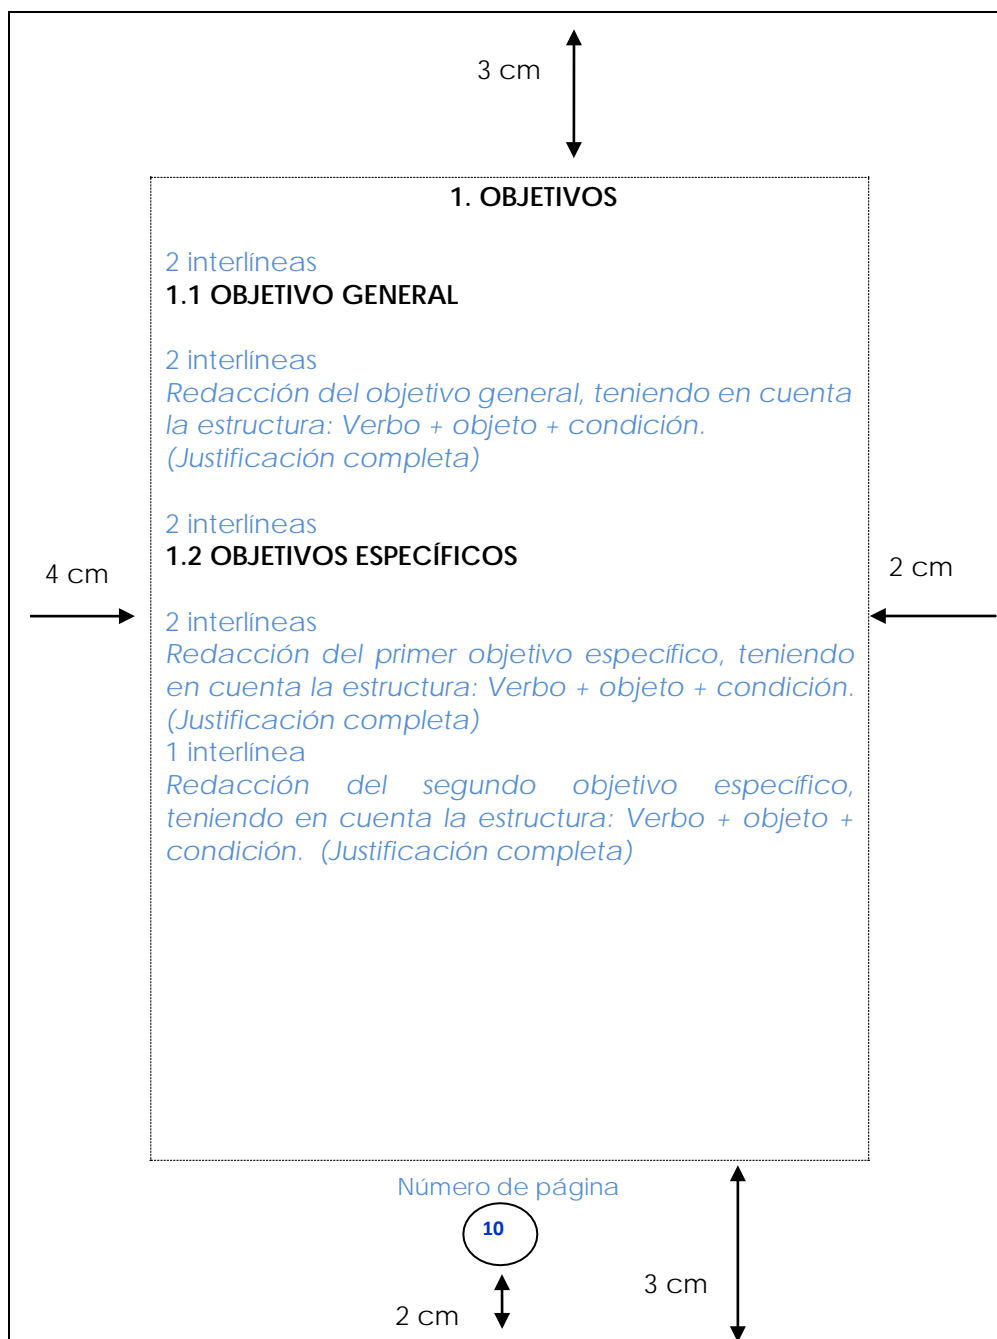 3 cm
1. OBJETIVOS
2 interlíneas
1.1 OBJETIVO GENERAL
2 interlíneas
Redacción del objetivo general, teniendo en cuenta
la estructura: Verbo + objeto + condición.
(Justificación completa)
2 interlíneas
1.2 OBJETIVOS ESPECÍFICOS
4 cm
2 cm
2 interlíneas
Redacción del primer objetivo específico, teniendo
en cuenta la estructura: Verbo + objeto + condición.
(Justificación completa)
1 interlínea
Redacción del segundo objetivo específico,
teniendo en cuenta la estructura: Verbo + objeto +
condición. (Justificación completa)
Número de página
10
3 cm
2 cm